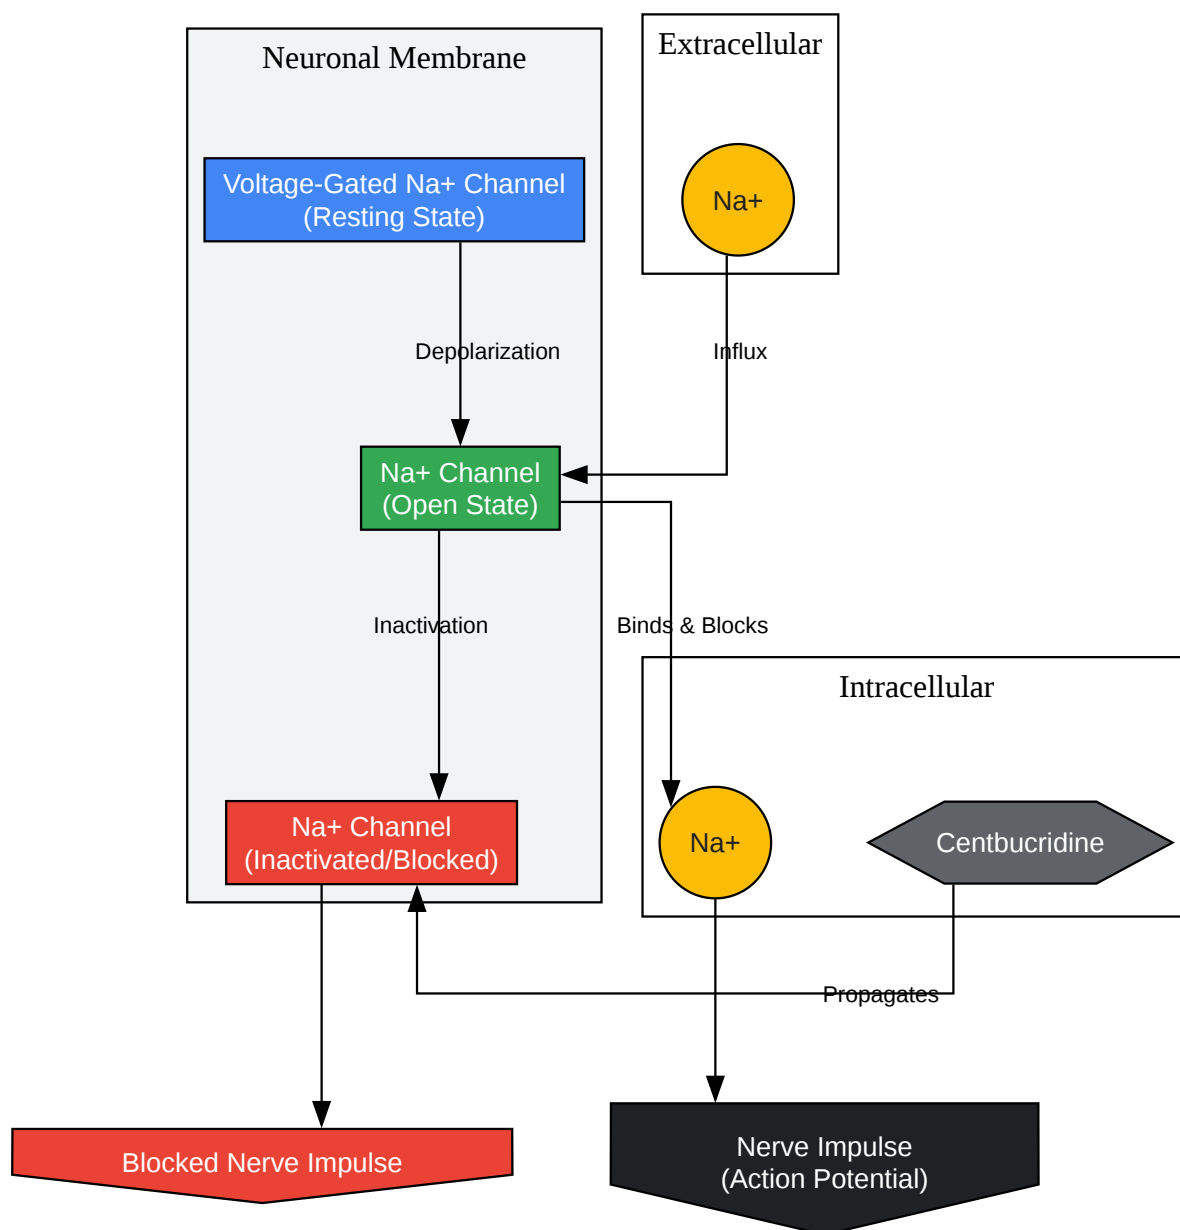 Extracellular
Neuronal Membrane
Voltage-Gated Na+ Channel
(Resting State)
Na+
Depolarization
Influx
Na+ Channel
(Open State)
Inactivation
Binds & Blocks
Intracellular
Na+ Channel
(Inactivated/Blocked)
Na+
Centbucridine
Propagates
Blocked Nerve Impulse
Nerve Impulse
(Action Potential)